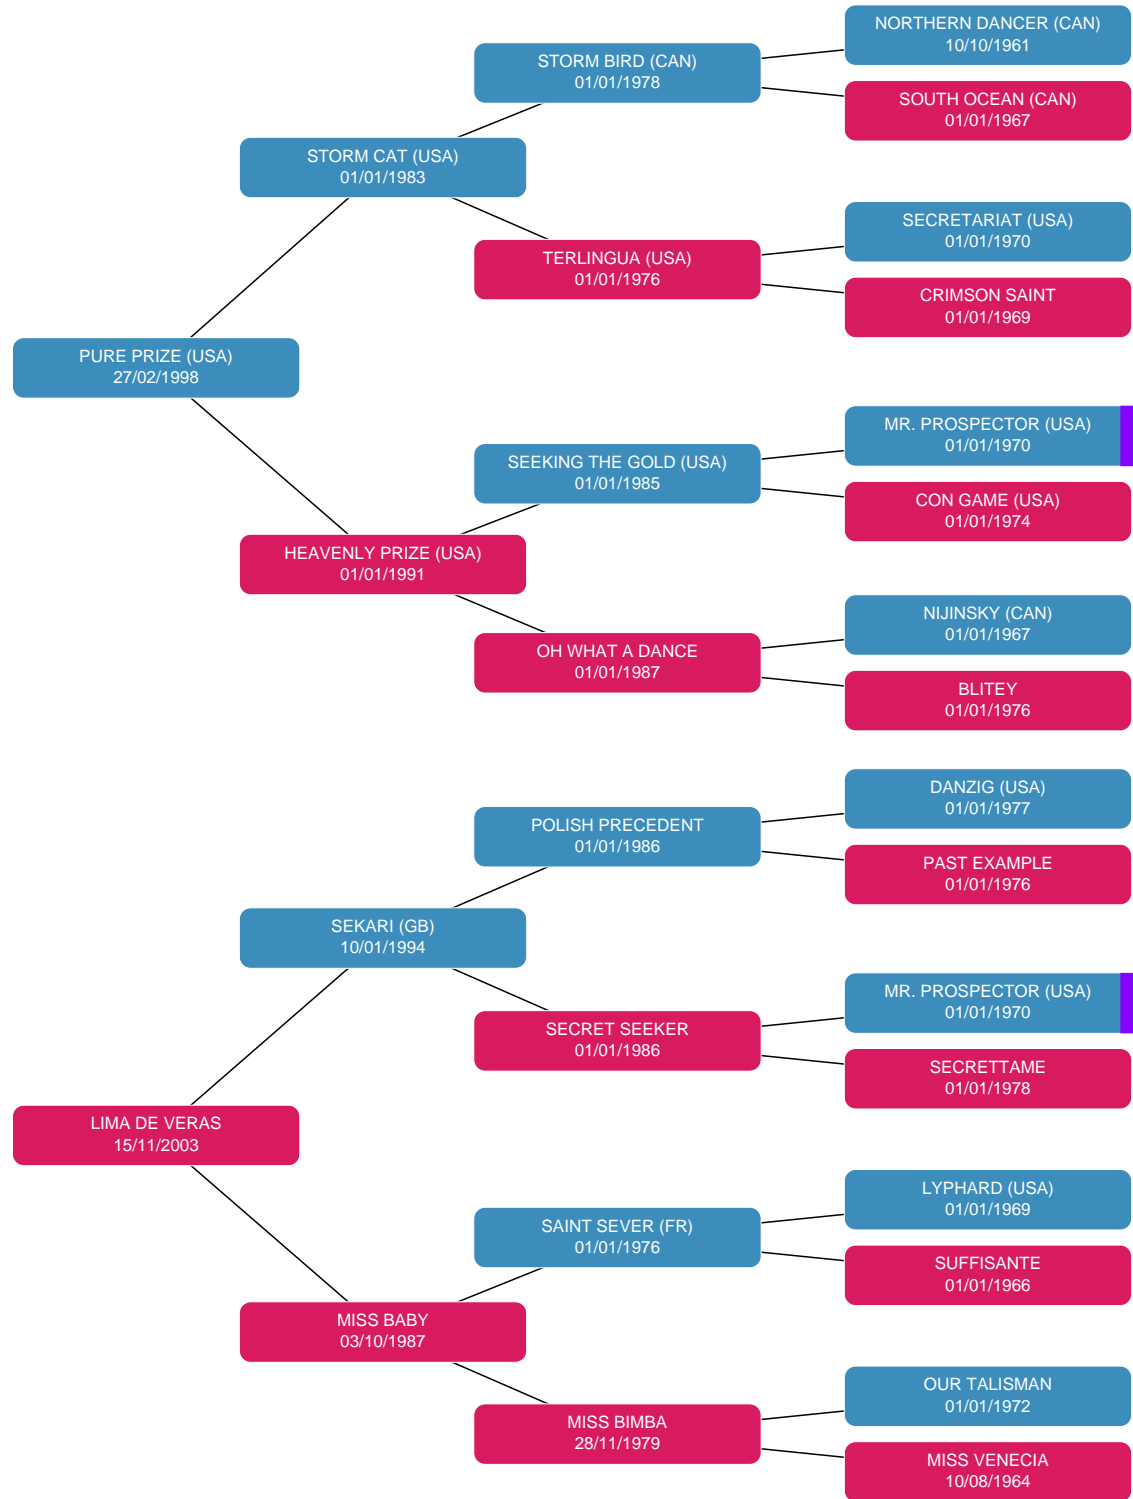 NORTHERN DANCER (CAN)
10/10/1961
STORM BIRD (CAN)
01/01/1978
SOUTH OCEAN (CAN)
01/01/1967
STORM CAT (USA)
01/01/1983
SECRETARIAT (USA)
01/01/1970
TERLINGUA (USA)
01/01/1976
CRIMSON SAINT
01/01/1969
PURE PRIZE (USA)
27/02/1998
MR. PROSPECTOR (USA)
01/01/1970
SEEKING THE GOLD (USA)
01/01/1985
CON GAME (USA)
01/01/1974
HEAVENLY PRIZE (USA)
01/01/1991
NIJINSKY (CAN)
01/01/1967
OH WHAT A DANCE
01/01/1987
BLITEY
01/01/1976
DANZIG (USA)
01/01/1977
POLISH PRECEDENT
01/01/1986
PAST EXAMPLE
01/01/1976
SEKARI (GB)
10/01/1994
MR. PROSPECTOR (USA)
01/01/1970
SECRET SEEKER
01/01/1986
SECRETTAME
01/01/1978
LIMA DE VERAS
15/11/2003
LYPHARD (USA)
01/01/1969
SAINT SEVER (FR)
01/01/1976
SUFFISANTE
01/01/1966
MISS BABY
03/10/1987
OUR TALISMAN
01/01/1972
MISS BIMBA
28/11/1979
MISS VENECIA
10/08/1964